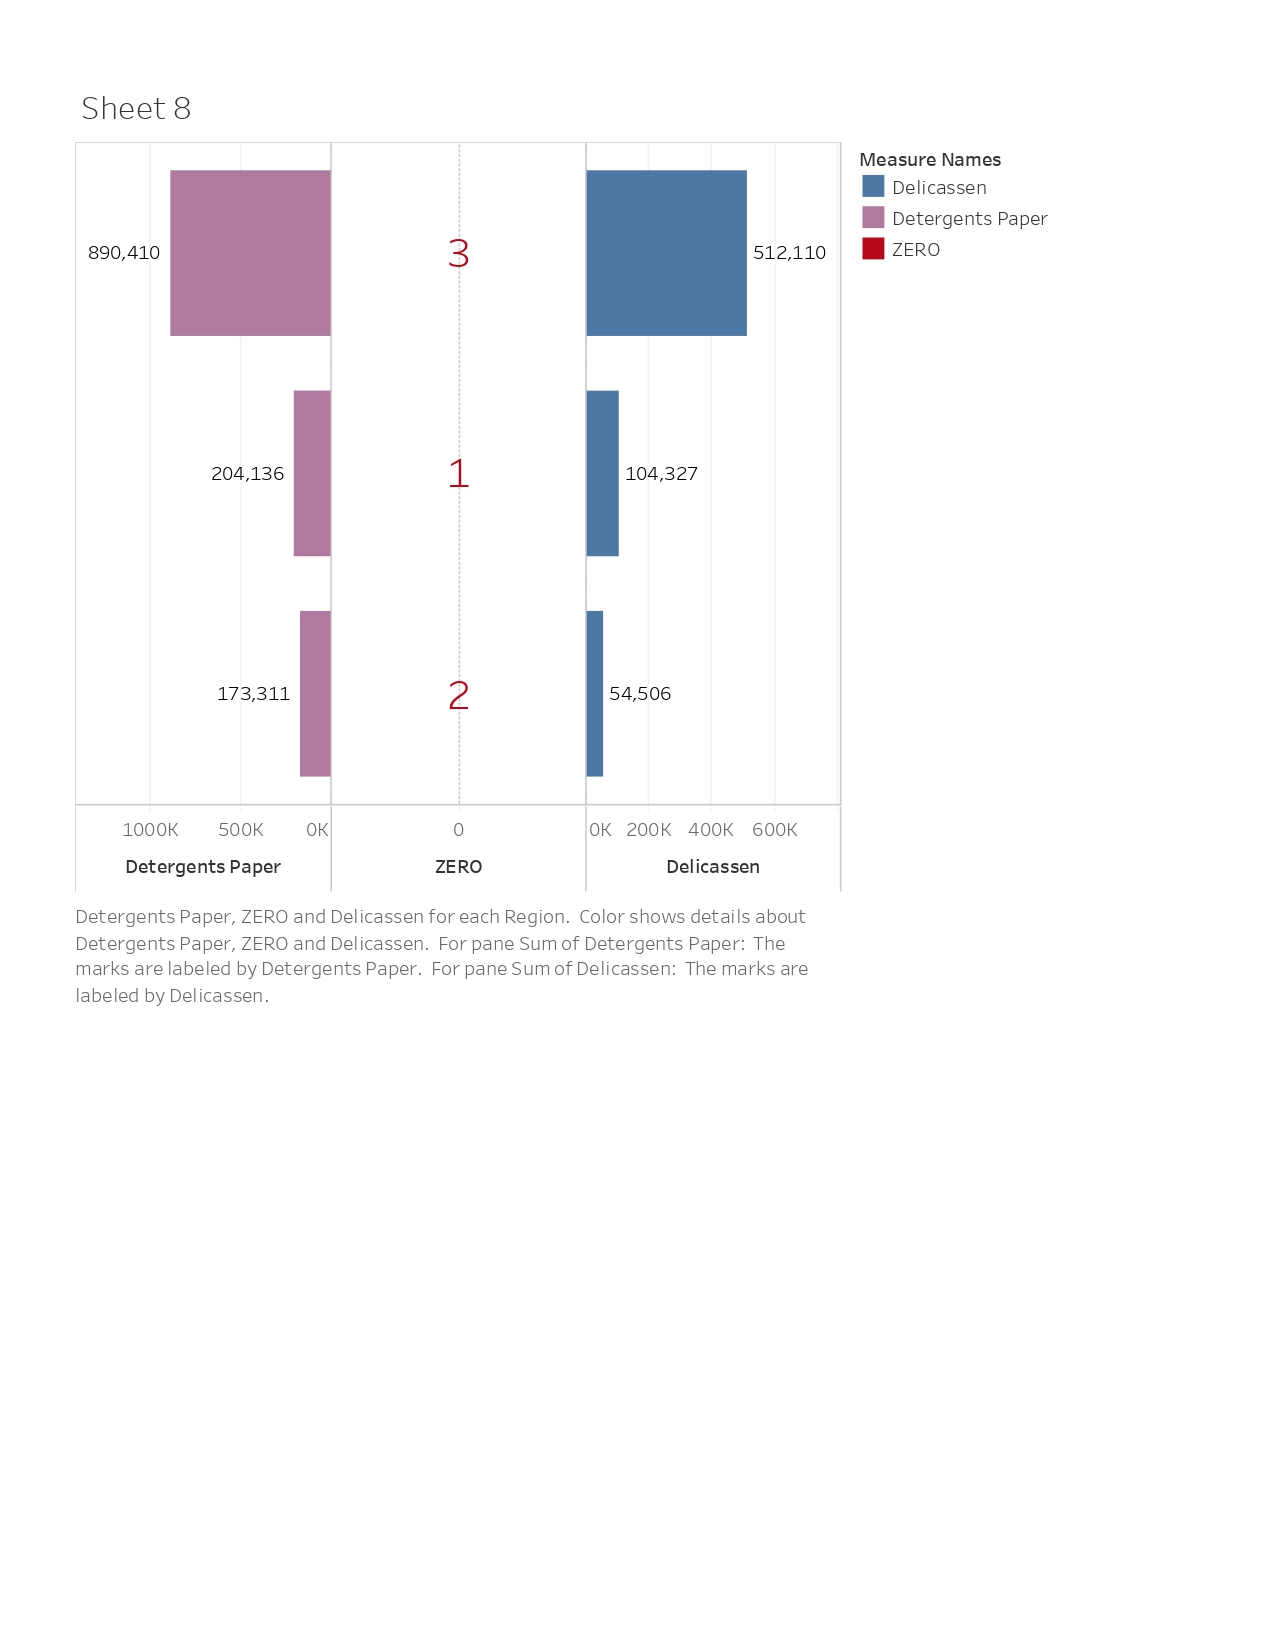 Sheet 8
Measure Names
Delicassen
Detergents Paper
ZERO
890,410 3 512,110
204,136 1 104,327
173,311 2 54,506
1000K 500K 0K 0 0K 200K 400K 600K
Detergents Paper ZERO Delicassen
Detergents Paper, ZERO and Delicassen for each Region. Color shows details about
Detergents Paper, ZERO and Delicassen. For pane Sum of Detergents Paper: The
marks are labeled by Detergents Paper. For pane Sum of Delicassen: The marks are
labeled by Delicassen.